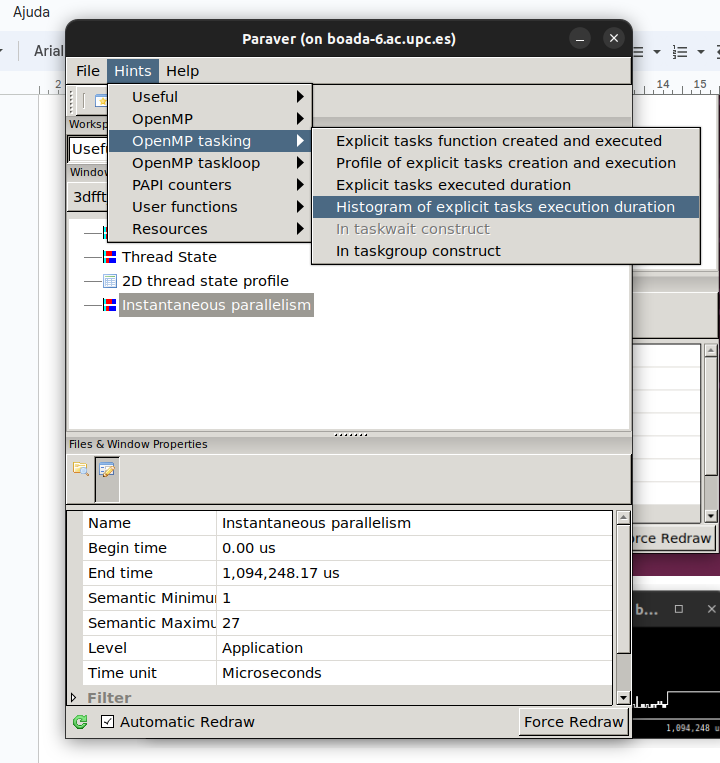 Ajuda
Arial
2
14
15
Paraver (on boada-6.ac.upc.es)
File Hints Help
Useful
OpenMP
OpenMP tasking
OpenMP taskloop
PAPI counters
User functions
Resources
Explicit tasks function created and executed
Profile of explicit tasks creation and execution
Explicit tasks executed duration
Histogram of explicit tasks execution duration
In taskwait construct
In taskgroup construct
Worksp
Usef
Window
3dfft
Thread State
2D thread state profile
Instantaneous parallelism
Files & Window Properties
Name Instantaneous parallelism
Begin time 0.00 us
End time 1,094,248.17 us
Semantic Minimu 1
Semantic Maximu 27
Level Application
Time unit Microseconds
Filter
Automatic Redraw Force Redraw
orce Redraw
b...
1,094,248 u